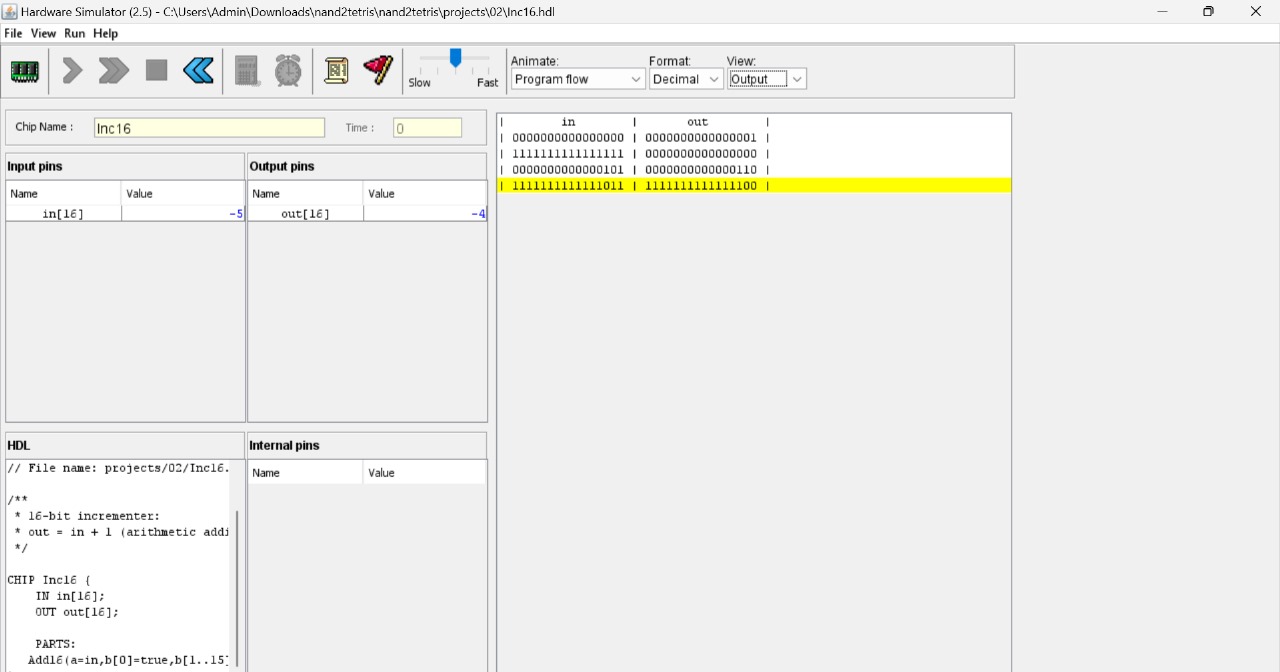 Hardware Simulator (2.5) - C:\Users\Admin\Downloads\nand2tetris\nand2tetris\projects\02\Inc16.hdl
File View Run Help
Slow Fast
Animate: Format: View:
Program flow Decimal Output
Chip Name : Inc16 Time : 0
Input pins
Name Value
in[16] -5
Output pins
Name Value
out[16] -4
| in | out |
| 0000000000000000 | 0000000000000001 |
| 1111111111111111 | 0000000000000000 |
| 0000000000000101 | 0000000000000110 |
| 1111111111111011 | 1111111111111100 |
HDL
// File name: projects/02/Inc16.
/**
* 16-bit incrementer:
* out = in + 1 (arithmetic addi
*/
CHIP Inc16 {
IN in[16];
OUT out[16];
PARTS:
Add16(a=in,b[0]=true,b[1..15]
Internal pins
Name Value